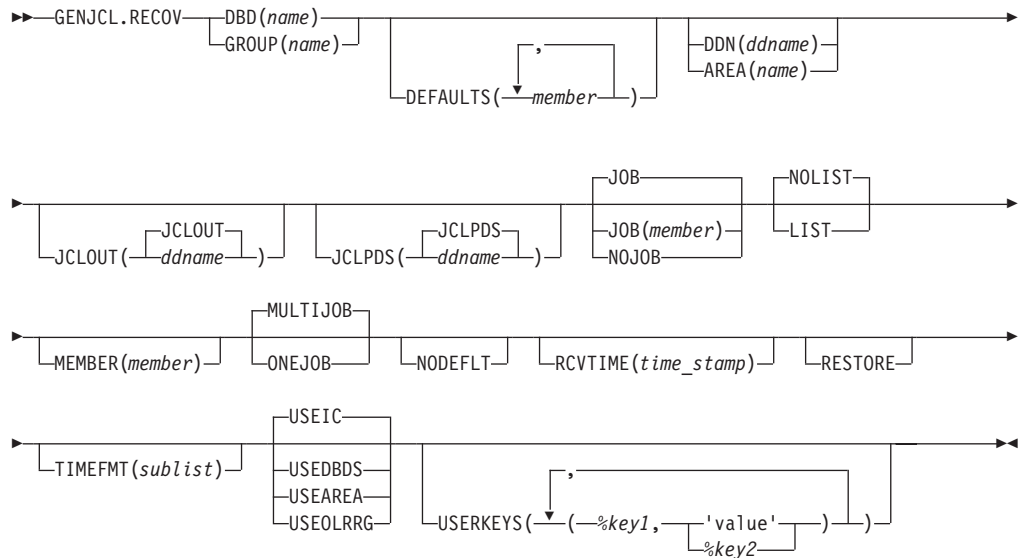 GENJCL.RECOV DBD(name)
GROUP(name)
,
DEFAULTS( member )
DDN(ddname)
AREA(name)
JCLOUT
JCLOUT( ddname )
JCLPDS
JCLPDS( ddname )
JOB
JOB(member)
NOJOB
NOLIST
LIST
MEMBER(member)
MULTIJOB
ONEJOB
NODEFLT
RCVTIME(time_stamp)
RESTORE
TIMEFMT(sublist)
USEIC
USEDBDS
USEAREA
USEOLRRG
,
USERKEYS( ( %key1, 'value' ) )
%key2